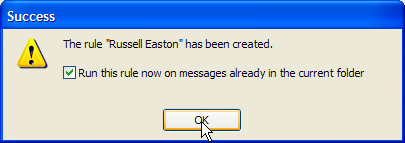 Success
The rule "Russell Easton" has been created.
Run this rule now on messages already in the current folder
OK